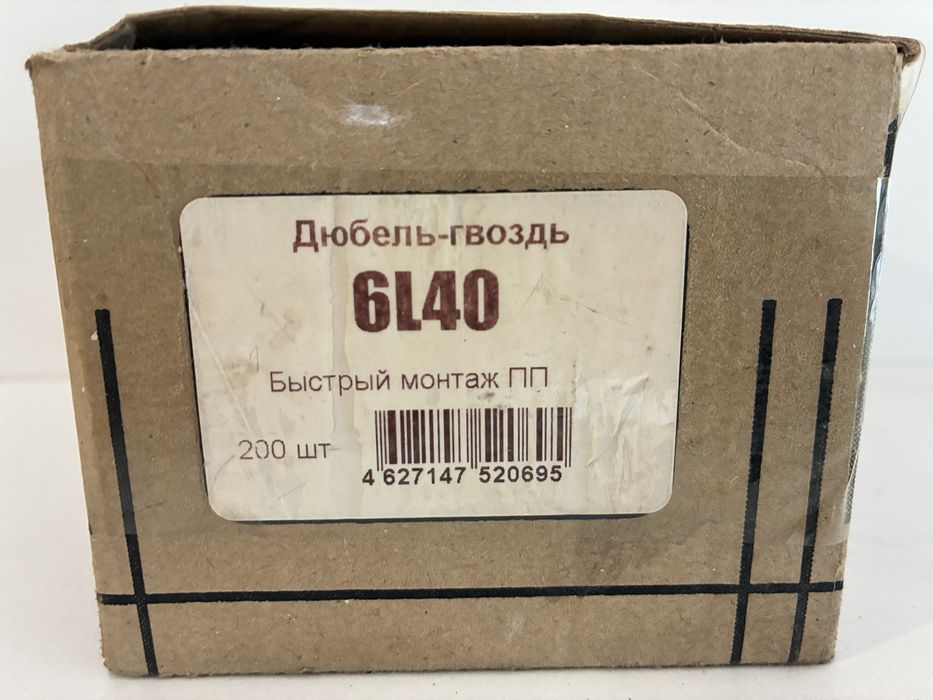 Дюбель-гвоздь
6L40
Быстрый монтаж ПП
200 шт
4 627147 520695